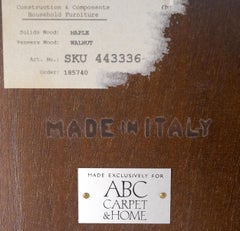 Construction & Components
Household Furniture
Solids Wood: MAPLE
Veneers Wood: WALNUT
Art. No.: SKU 443336-
Order: 185740
MADE IN ITALY
MADE EXCLUSIVELY FOR
ABC
CARPET
& HOME